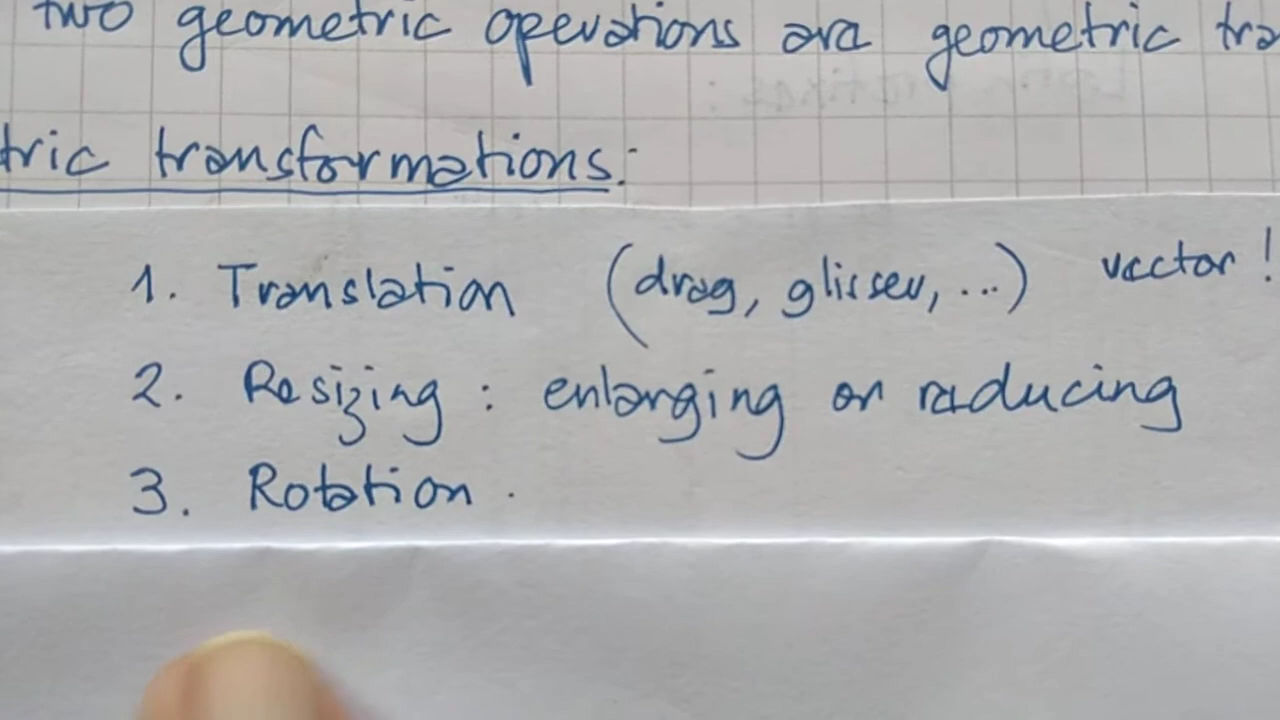 two geometric operations are geometric tra
tric transformations:
1. Translation (drag, glisser, ...) vector!
2. Resizing : enlarging or reducing
3. Rotation.